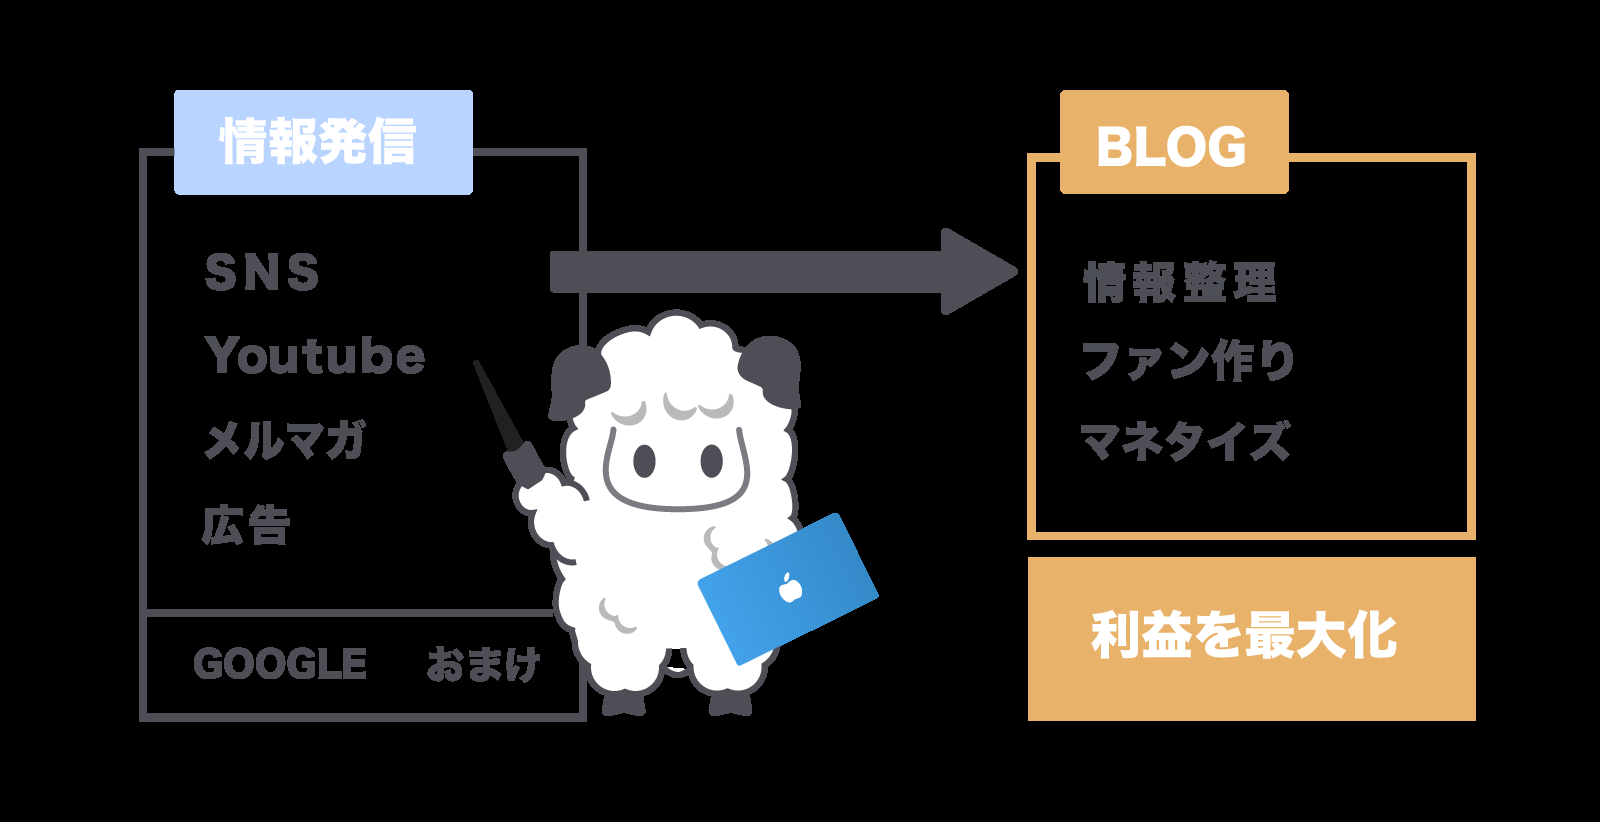 情報発信
SNS
Youtube
メルマガ
広告
GOOGLE おまけ
BLOG
情報整理
ファン作り
マネタイズ
利益を最大化